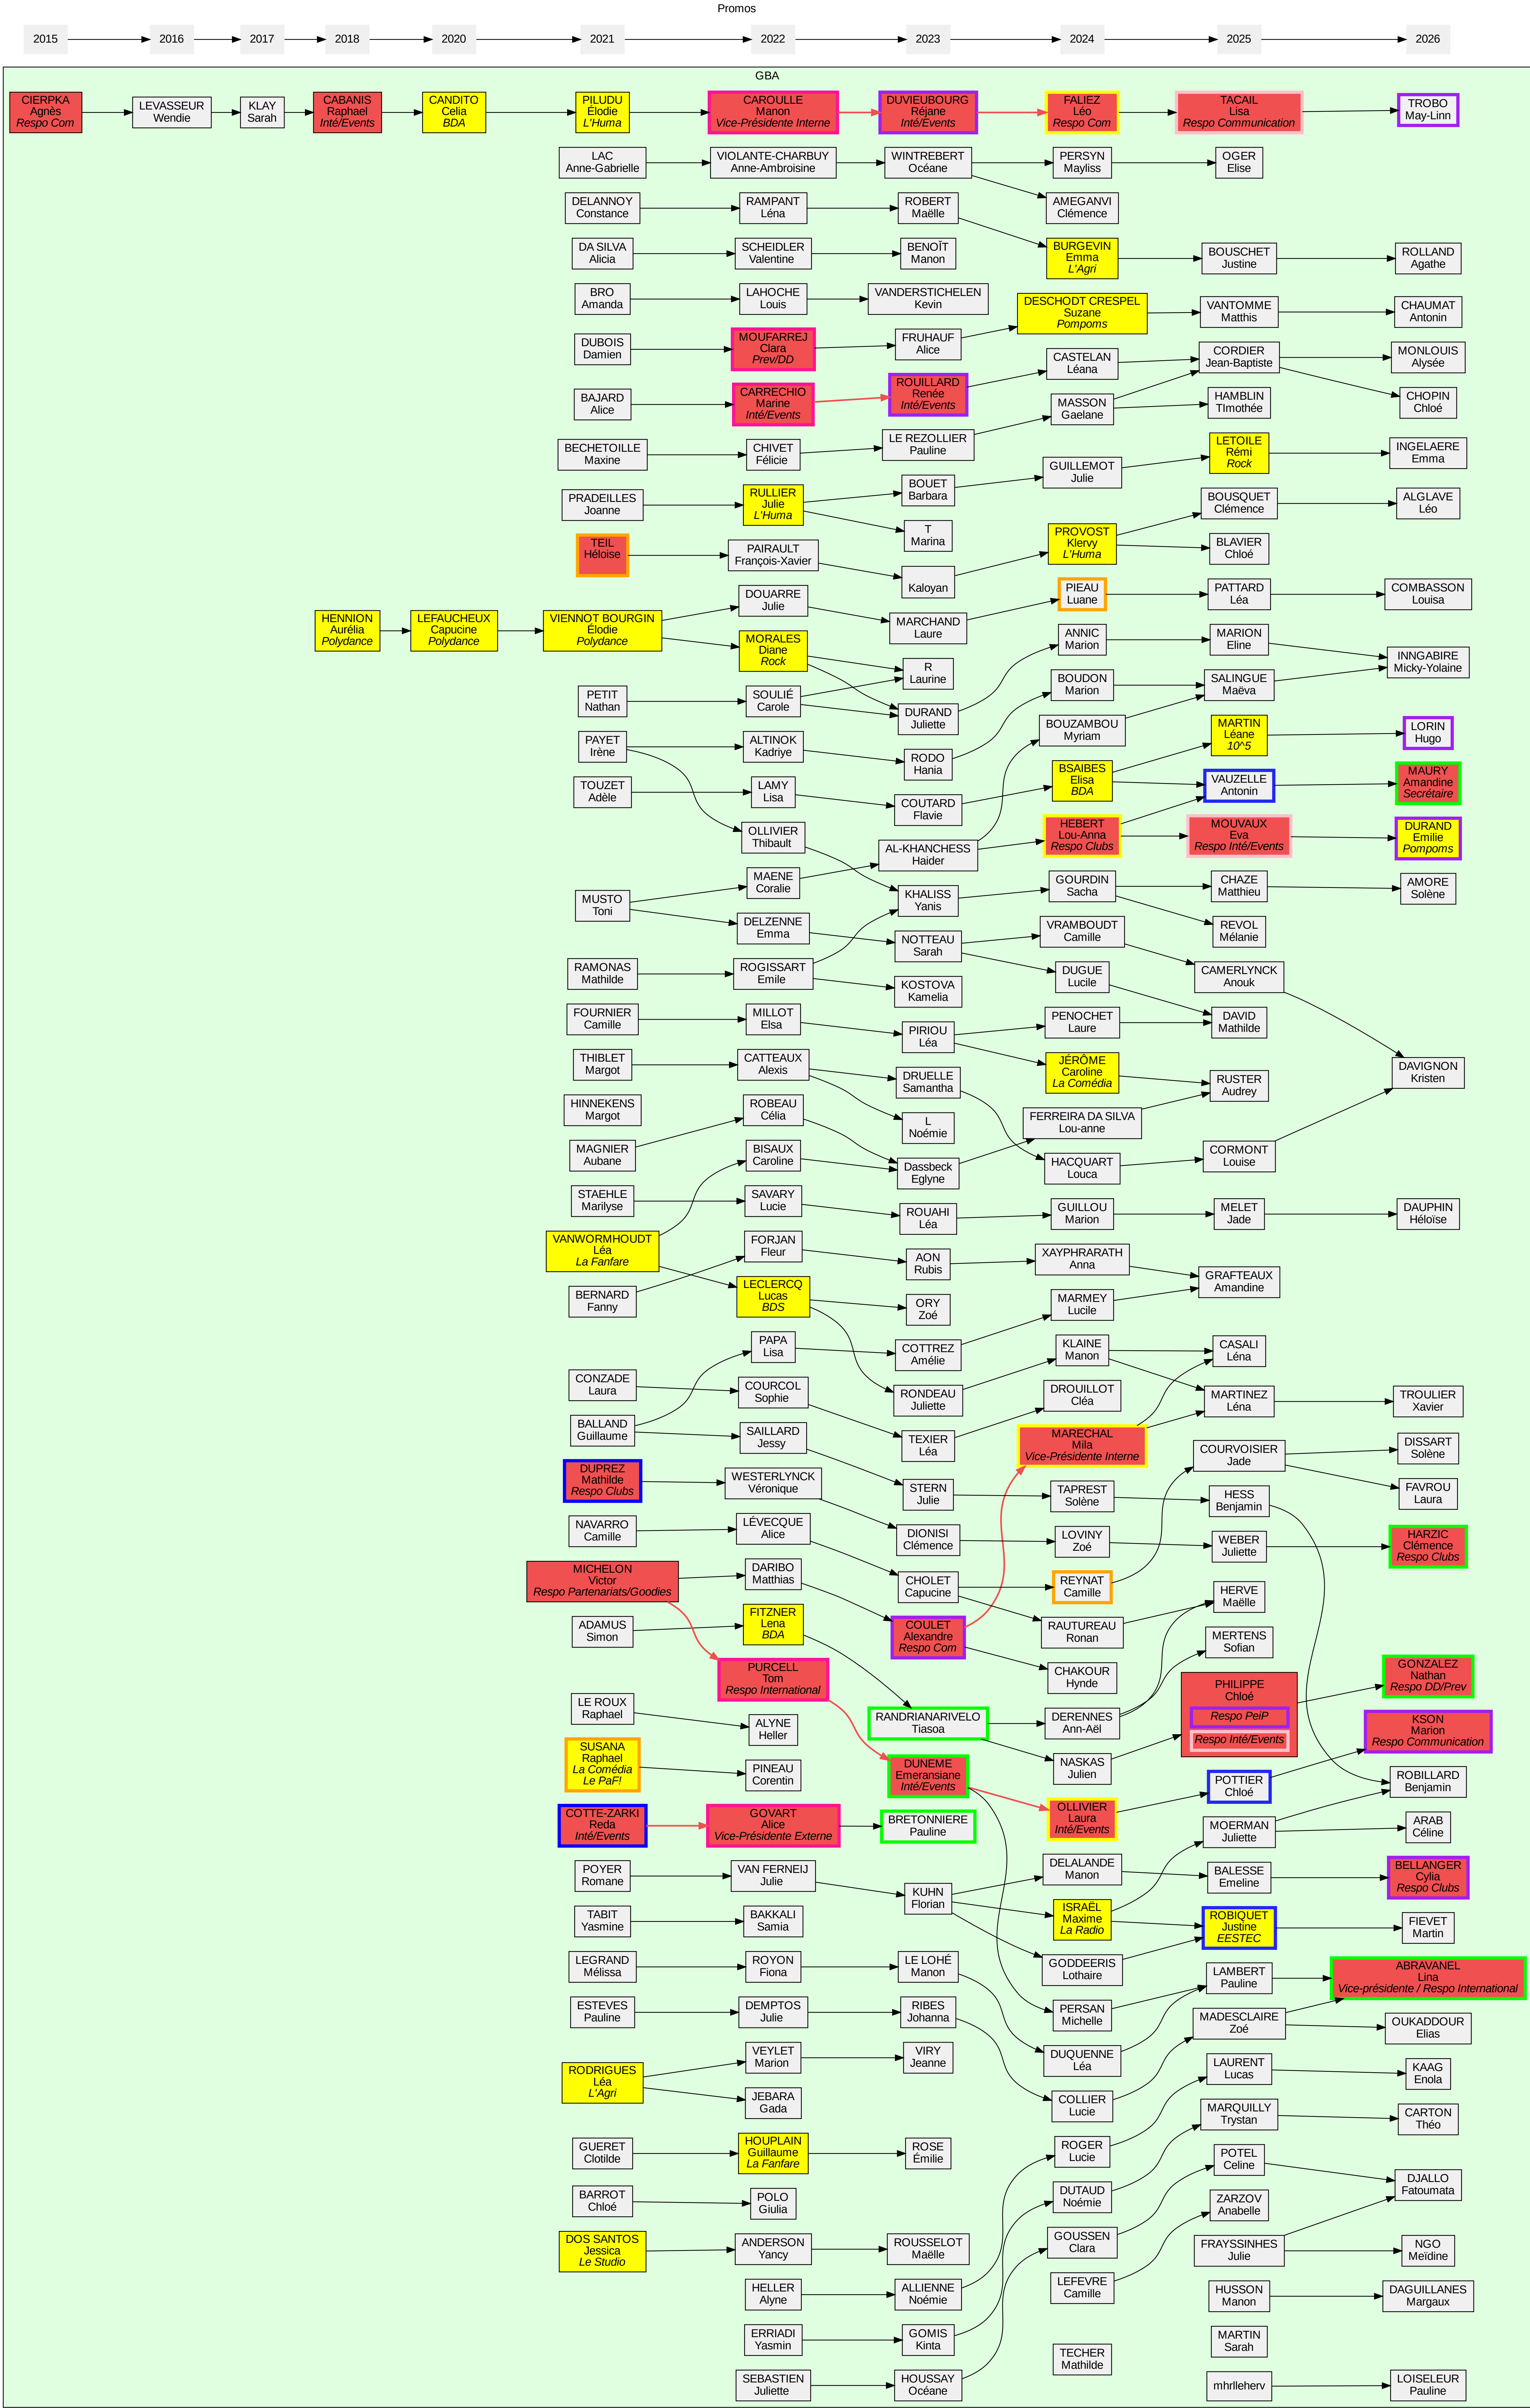 Promos
2015
2016
2017
2018
2020
2021
2022
2023
2024
2025
2026
GBA
CIERPKA
Agnès
Respo Com
LEVASSEUR
Wendie
KLAY
Sarah
CABANIS
Raphael
Inté/Events
CANDITO
Celia
BDA
PILUDU
Élodie
L'Huma
CAROULLE
Manon
Vice-Présidente Interne
DUVIEUBOURG
Réjane
Inté/Events
FALIEZ
Léo
Respo Com
TACAIL
Lisa
Respo Communication
TROBO
May-Linn
LAC
Anne-Gabrielle
VIOLANTE-CHARBUY
Anne-Ambroisine
WINTREBERT
Océane
PERSYN
Mayliss
OGER
Elise
DELANNOY
Constance
RAMPANT
Léna
ROBERT
Maëlle
AMEGANVI
Clémence
DA SILVA
Alicia
SCHEIDLER
Valentine
BENOÎT
Manon
BURGEVIN
Emma
L'Agri
BOUSCHET
Justine
ROLLAND
Agathe
BRO
Amanda
LAHOCHE
Louis
VANDERSTICHELEN
Kevin
DESCHODT CRESPEL
Suzane
Pompoms
VANTOMME
Matthis
CHAUMAT
Antonin
DUBOIS
Damien
MOUFARREJ
Clara
Prev/DD
FRUHAUF
Alice
CASTELAN
Léana
CORDIER
Jean-Baptiste
MONLOUIS
Alysée
BAJARD
Alice
CARRECHIO
Marine
Inté/Events
ROUILLARD
Renée
Inté/Events
MASSON
Gaelane
HAMBLIN
TImothée
CHOPIN
Chloé
BECHETOILLE
Maxine
CHIVET
Félicie
LE REZOLLIER
Pauline
GUILLEMOT
Julie
LETOILE
Rémi
Rock
INGELAERE
Emma
PRADEILLES
Joanne
RULLIER
Julie
L'Huma
BOUET
Barbara
T
Marina
PROVOST
Klervy
L'Huma
BOUSQUET
Clémence
ALGLAVE
Léo
TEIL
Héloise
PAIRAULT
François-Xavier
Kaloyan
BLAVIER
Chloé
DOUARRE
Julie
PIEAU
Luane
PATTARD
Léa
COMBASSON
Louisa
HENNION
Aurélia
Polydance
LEFAUCHEUX
Capucine
Polydance
VIENNOT BOURGIN
Élodie
Polydance
MORALES
Diane
Rock
MARCHAND
Laure
ANNIC
Marion
MARION
Eline
INNGABIRE
Micky-Yolaine
R
Laurine
PETIT
Nathan
SOULIÉ
Carole
DURAND
Juliette
BOUDON
Marion
SALINGUE
Maëva
PAYET
Irène
ALTINOK
Kadriye
RODO
Hania
BOUZAMBOU
Myriam
MARTIN
Léane
10^5
LORIN
Hugo
TOUZET
Adèle
LAMY
Lisa
COUTARD
Flavie
BSAIBES
Elisa
BDA
VAUZELLE
Antonin
MAURY
Amandine
Secrétaire
OLLIVIER
Thibault
AL-KHANCHESS
Haider
HEBERT
Lou-Anna
Respo Clubs
MOUVAUX
Eva
Respo Inté/Events
DURAND
Emilie
Pompoms
MUSTO
Toni
MAENE
Coralie
KHALISS
Yanis
GOURDIN
Sacha
CHAZE
Matthieu
AMORE
Solène
DELZENNE
Emma
NOTTEAU
Sarah
VRAMBOUDT
Camille
REVOL
Mélanie
RAMONAS
Mathilde
ROGISSART
Emile
KOSTOVA
Kamelia
DUGUE
Lucile
CAMERLYNCK
Anouk
FOURNIER
Camille
MILLOT
Elsa
PIRIOU
Léa
PENOCHET
Laure
DAVID
Mathilde
THIBLET
Margot
CATTEAUX
Alexis
DRUELLE
Samantha
JÉRÔME
Caroline
La Comédia
RUSTER
Audrey
DAVIGNON
Kristen
HINNEKENS
Margot
ROBEAU
Célia
L
Noémie
FERREIRA DA SILVA
Lou-anne
MAGNIER
Aubane
BISAUX
Caroline
Dassbeck
Eglyne
HACQUART
Louca
CORMONT
Louise
STAEHLE
Marilyse
SAVARY
Lucie
ROUAHI
Léa
GUILLOU
Marion
MELET
Jade
DAUPHIN
Héloïse
VANWORMHOUDT
Léa
La Fanfare
FORJAN
Fleur
AON
Rubis
XAYPHRARATH
Anna
GRAFTEAUX
Amandine
BERNARD
Fanny
LECLERCQ
Lucas
BDS
ORY
Zoé
MARMEY
Lucile
PAPA
Lisa
COTTREZ
Amélie
KLAINE
Manon
CASALI
Léna
CONZADE
Laura
COURCOL
Sophie
RONDEAU
Juliette
DROUILLOT
Cléa
MARTINEZ
Léna
TROULIER
Xavier
BALLAND
Guillaume
SAILLARD
Jessy
TEXIER
Léa
MARECHAL
Mila
Vice-Présidente Interne
COURVOISIER
Jade
DISSART
Solène
DUPREZ
Mathilde
Respo Clubs
WESTERLYNCK
Véronique
STERN
Julie
TAPREST
Solène
HESS
Benjamin
FAVROU
Laura
NAVARRO
Camille
LÉVECQUE
Alice
DIONISI
Clémence
LOVINY
Zoé
WEBER
Juliette
HARZIC
Clémence
Respo Clubs
MICHELON
Victor
Respo Partenariats/Goodies
DARIBO
Matthias
CHOLET
Capucine
REYNAT
Camille
HERVE
Maëlle
ADAMUS
Simon
FITZNER
Lena
BDA
COULET
Alexandre
Respo Com
RAUTUREAU
Ronan
MERTENS
Sofian
PURCELL
Tom
Respo International
CHAKOUR
Hynde
PHILIPPE
Chloé
Respo PeiP
Respo Inté/Events
GONZALEZ
Nathan
Respo DD/Prev
LE ROUX
Raphael
ALYNE
Heller
RANDRIANARIVELO
Tiasoa
DERENNES
Ann-Aël
KSON
Marion
Respo Communication
SUSANA
Raphael
La Comédia
Le PaF!
PINEAU
Corentin
DUNEME
Emeransiane
Inté/Events
NASKAS
Julien
POTTIER
Chloé
ROBILLARD
Benjamin
COTTE-ZARKI
Reda
Inté/Events
GOVART
Alice
Vice-Présidente Externe
BRETONNIERE
Pauline
OLLIVIER
Laura
Inté/Events
MOERMAN
Juliette
ARAB
Céline
POYER
Romane
VAN FERNEIJ
Julie
KUHN
Florian
DELALANDE
Manon
BALESSE
Emeline
BELLANGER
Cylia
Respo Clubs
TABIT
Yasmine
BAKKALI
Samia
ISRAËL
Maxime
La Radio
ROBIQUET
Justine
EESTEC
FIEVET
Martin
LEGRAND
Mélissa
ROYON
Fiona
LE LOHÉ
Manon
GODDEERIS
Lothaire
LAMBERT
Pauline
ABRAVANEL
Lina
Vice-présidente / Respo International
ESTEVES
Pauline
DEMPTOS
Julie
RIBES
Johanna
PERSAN
Michelle
MADESCLAIRE
Zoé
OUKADDOUR
Elias
RODRIGUES
Léa
L'Agri
VEYLET
Marion
VIRY
Jeanne
DUQUENNE
Léa
LAURENT
Lucas
KAAG
Enola
JEBARA
Gada
COLLIER
Lucie
MARQUILLY
Trystan
CARTON
Théo
GUERET
Clotilde
HOUPLAIN
Guillaume
La Fanfare
ROSE
Émilie
ROGER
Lucie
POTEL
Celine
DJALLO
Fatoumata
BARROT
Chloé
POLO
Giulia
DUTAUD
Noémie
ZARZOV
Anabelle
DOS SANTOS
Jessica
Le Studio
ANDERSON
Yancy
ROUSSELOT
Maëlle
GOUSSEN
Clara
FRAYSSINHES
Julie
NGO
Meïdine
HELLER
Alyne
ALLIENNE
Noémie
LEFEVRE
Camille
HUSSON
Manon
DAGUILLANES
Margaux
ERRIADI
Yasmin
GOMIS
Kinta
TECHER
Mathilde
MARTIN
Sarah
SEBASTIEN
Juliette
HOUSSAY
Océane
mhrlleherv
LOISELEUR
Pauline